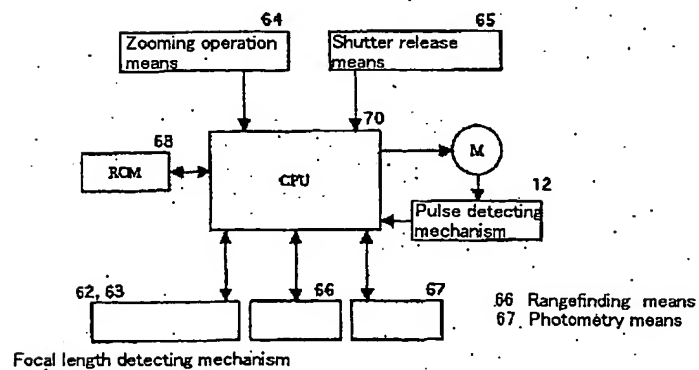 64
65
Zooming operation
means
Shutter release
means
70
68
ROM
CPU
M
12
Pulse detecting
mechanism
62, 63
66
67
66 Rangefinding means
67 Photometry means
Focal length detecting mechanism